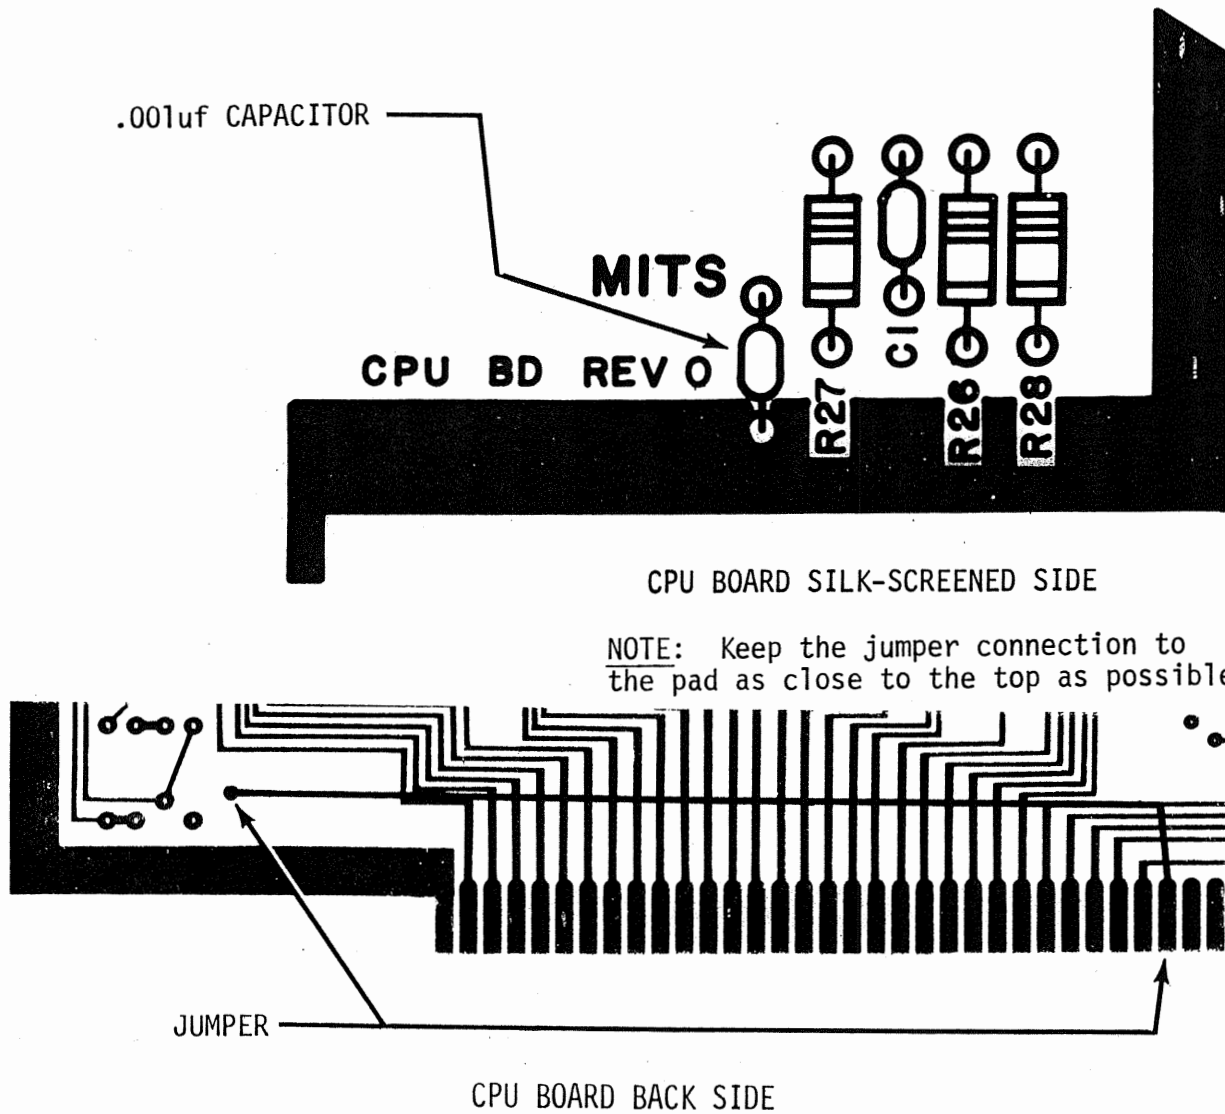 .001uf CAPACITOR
MITS
CPU BD REV 0
R27
C1
R26
R28
CPU BOARD SILK-SCREENED SIDE
NOTE: Keep the jumper connection to
the pad as close to the top as possible
JUMPER
CPU BOARD BACK SIDE